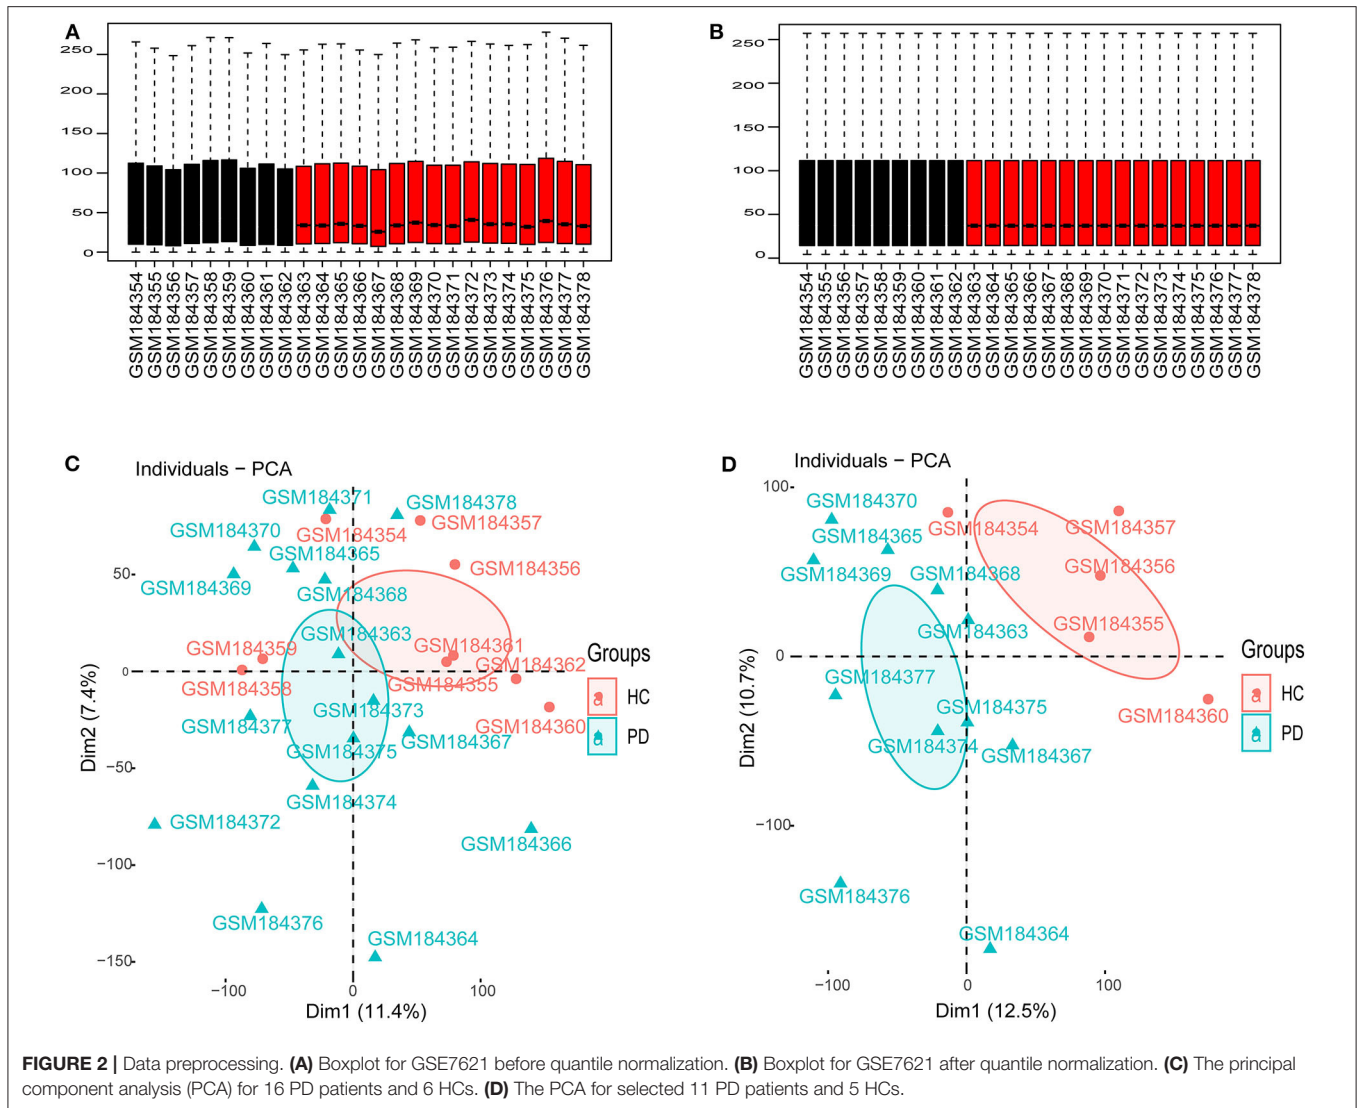 A
250
200
150
100
50
0
GSM184354
GSM184355
GSM184356
GSM184357
GSM184358
GSM184359
GSM184360
GSM184361
GSM184362
GSM184363
GSM184364
GSM184365
GSM184366
GSM184367
GSM184368
GSM184369
GSM184370
GSM184371
GSM184372
GSM184373
GSM184374
GSM184375
GSM184376
GSM184377
GSM184378
B
250
200
150
100
50
0
GSM184354
GSM184355
GSM184356
GSM184357
GSM184358
GSM184359
GSM184360
GSM184361
GSM184362
GSM184363
GSM184364
GSM184365
GSM184366
GSM184367
GSM184368
GSM184369
GSM184370
GSM184371
GSM184372
GSM184373
GSM184374
GSM184375
GSM184376
GSM184377
GSM184378
C
Individuals − PCA
GSM184371
GSM184378
GSM184357
GSM184354
GSM184370
GSM184365
GSM184356
GSM184369
GSM184368
GSM184363
GSM184359
GSM184361
GSM184362
GSM184358
GSM184355
GSM184373
GSM184377
GSM184360
GSM184367
GSM184375
GSM184374
GSM184372
GSM184366
GSM184376
GSM184364
50
0
−50
−100
−150
Dim2 (7.4%)
−100
0
100
Dim1 (11.4%)
Groups
a
HC
a
PD
D
Individuals − PCA
GSM184370
GSM184354
GSM184357
GSM184365
GSM184356
GSM184369
GSM184368
GSM184355
GSM184363
GSM184377
GSM184375
GSM184360
GSM184374
GSM184367
GSM184376
GSM184364
100
0
−100
Dim2 (10.7%)
−100
0
100
Dim1 (12.5%)
Groups
a
HC
a
PD
FIGURE 2 | Data preprocessing. (A) Boxplot for GSE7621 before quantile normalization. (B) Boxplot for GSE7621 after quantile normalization. (C) The principal
component analysis (PCA) for 16 PD patients and 6 HCs. (D) The PCA for selected 11 PD patients and 5 HCs.